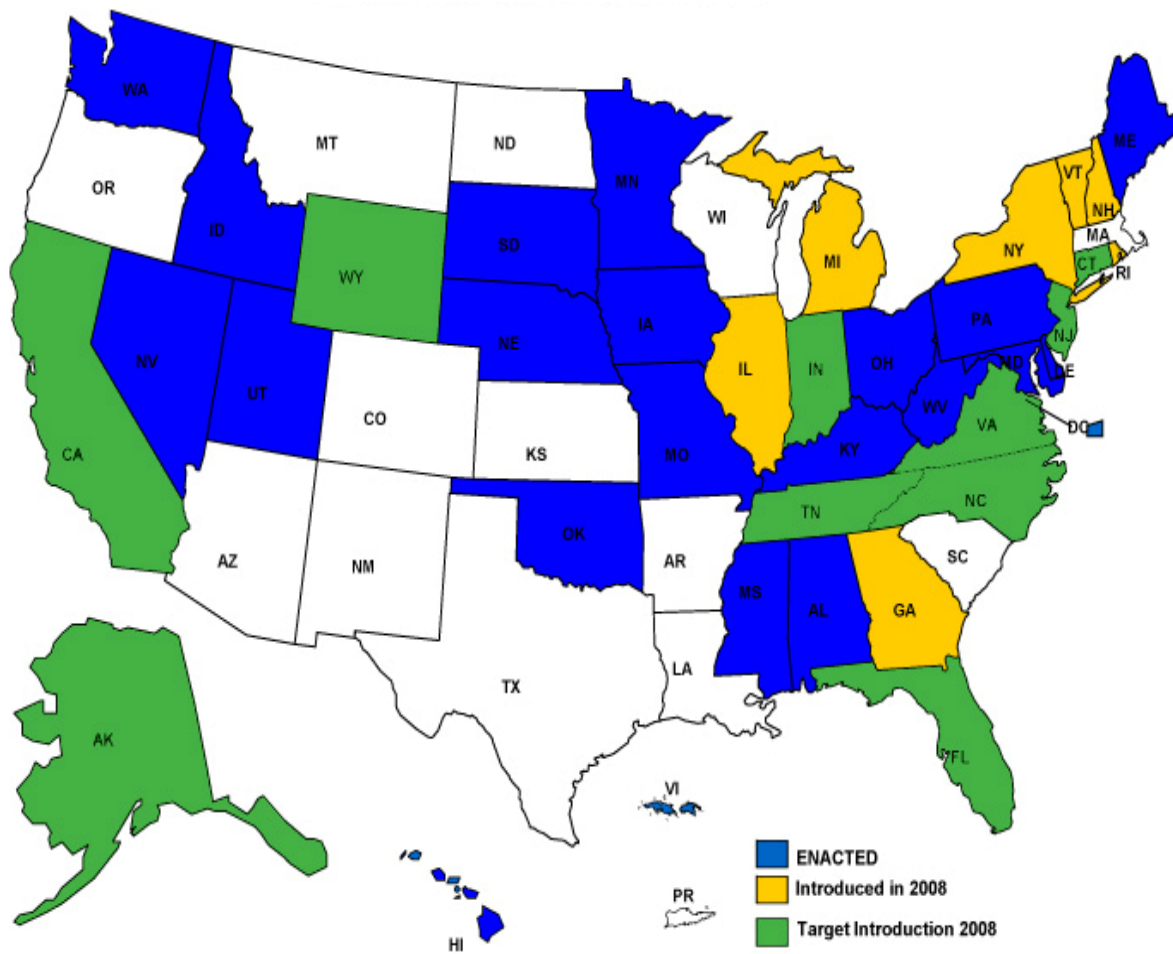 WA
MT
ND
MN
ME
VT
NH
OR
ID
SD
WI
MA
NY
MI
CT
RI
WY
IA
PA
NE
NJ
NV
UT
IL
IN
OH
MD
DE
CO
WV
VA
DC
CA
KS
MO
KY
TN
NC
OK
AZ
NM
AR
SC
MS
AL
GA
TX
LA
AK
FL
VI
ENACTED
Introduced in 2008
PR
Target Introduction 2008
HI